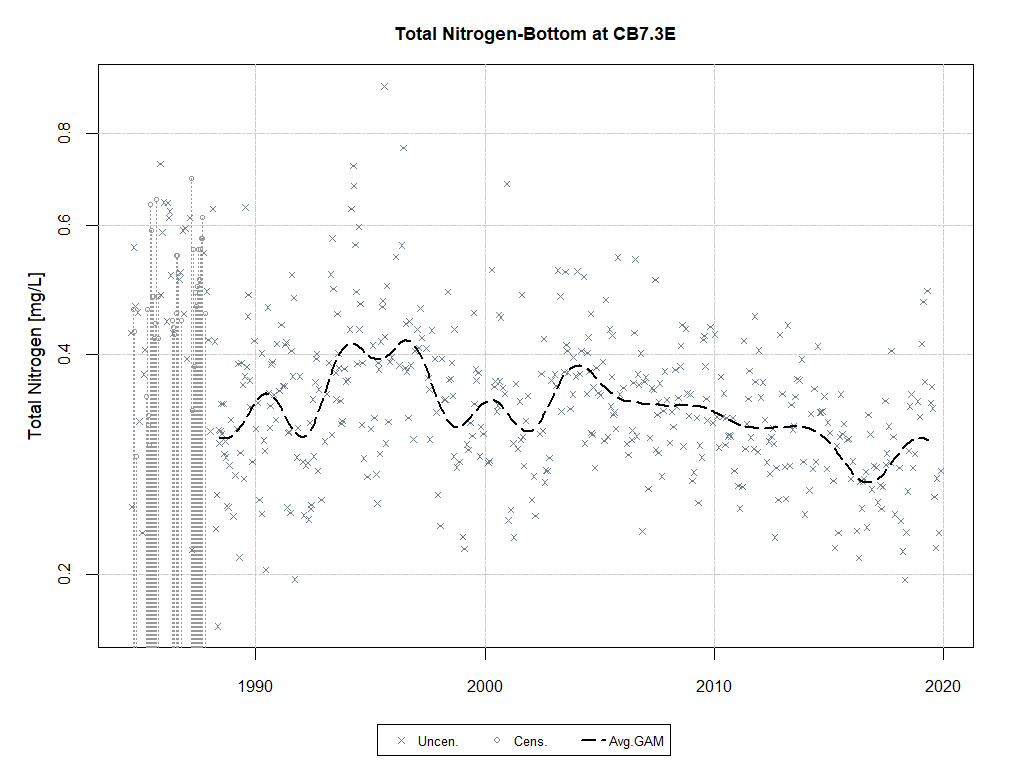 Total Nitrogen-Bottom at CB7.3E
Total Nitrogen [mg/L]
0.8
0.6
0.4
0.2
1990
2000
2010
2020
Uncen.
Cens.
Avg.GAM